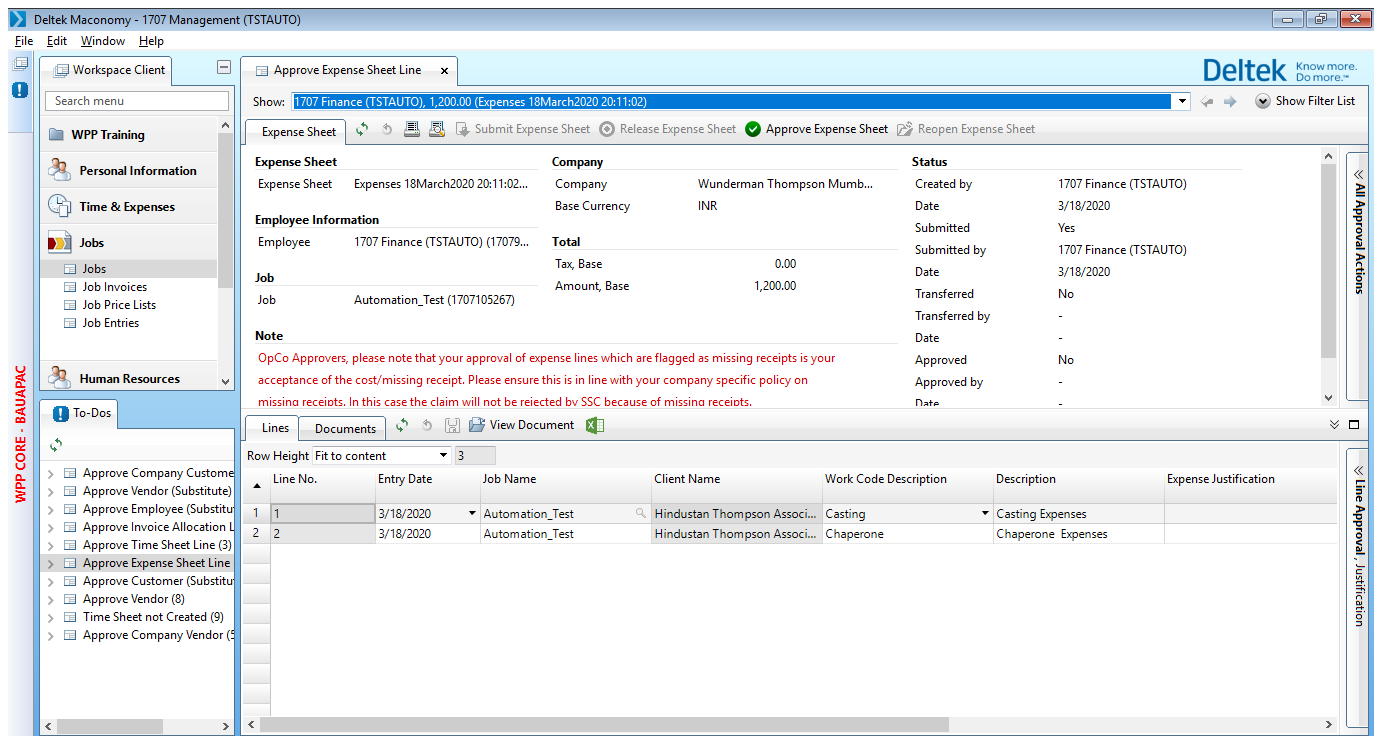 Deltek Maconomy - 1707 Management (TSTAUTO)
File Edit Window Help
WPP CORE - BAUAPAC
Workspace Client
Search menu
WPP Training
Personal Information
Time & Expenses
Jobs
Jobs
Job Invoices
Job Price Lists
Job Entries
Human Resources
To-Dos
Approve Company Custome
Approve Vendor (Substitute)
Approve Employee (Substitu
Approve Invoice Allocation L
Approve Time Sheet Line (3)
Approve Expense Sheet Line
Approve Customer (Substitu
Approve Vendor (8)
Time Sheet not Created (9)
Approve Company Vendor (5
Approve Expense Sheet Line x
Deltek Know more. Do more.™
Show: 1707 Finance (TSTAUTO), 1,200.00 (Expenses 18March2020 20:11:02) Show Filter List
Expense Sheet Submit Expense Sheet Release Expense Sheet Approve Expense Sheet Reopen Expense Sheet
Expense Sheet
Expense Sheet Expenses 18March2020 20:11:02...
Employee Information
Employee 1707 Finance (TSTAUTO) (17079...
Job
Job Automation_Test (1707105267)
Note
OpCo Approvers, please note that your approval of expense lines which are flagged as missing receipts is your
acceptance of the cost/missing receipt. Please ensure this is in line with your company specific policy on
missing receipts. In this case the claim will not be rejected by SSC because of missing receipts.
Company
Company Wunderman Thompson Mumb...
Base Currency INR
Total
Tax, Base 0.00
Amount, Base 1,200.00
Status
Created by 1707 Finance (TSTAUTO)
Date 3/18/2020
Submitted Yes
Submitted by 1707 Finance (TSTAUTO)
Date 3/18/2020
Transferred No
Transferred by -
Date -
Approved No
Approved by -
Date -
All Approval Actions
Lines Documents View Document
Row Height Fit to content 3
Line No. Entry Date Job Name Client Name Work Code Description Description Expense Justification
1 1 3/18/2020 Automation_Test Hindustan Thompson Associ... Casting Casting Expenses
2 2 3/18/2020 Automation_Test Hindustan Thompson Associ... Chaperone Chaperone Expenses
Line Approval, Justification